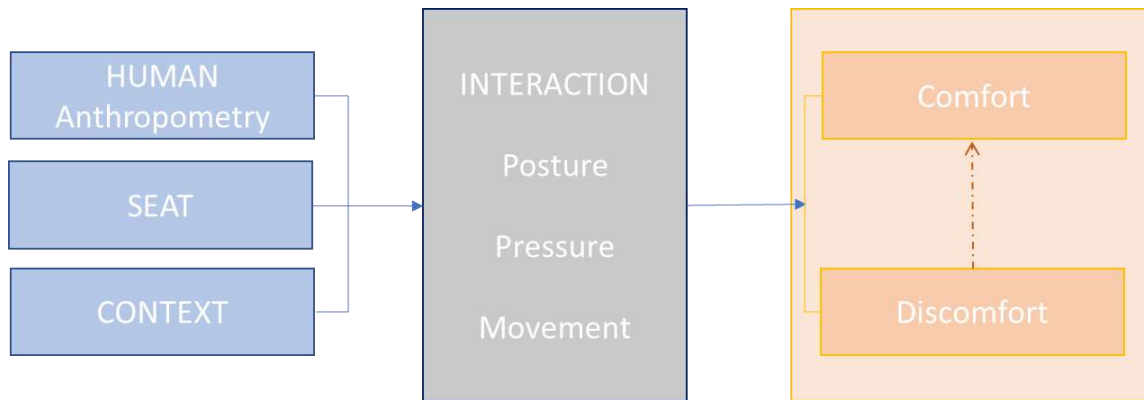 HUMAN
Anthropometry
SEAT
CONTEXT
INTERACTION
Posture
Pressure
Movement
Comfort
Discomfort